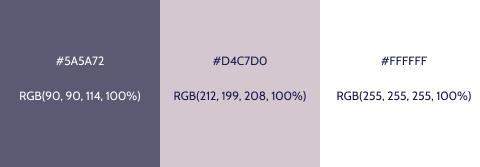 #5A5A72
RGB(90, 90, 114, 100%)
#D4C7D0
RGB(212, 199, 208, 100%)
#FFFFFF
RGB(255, 255, 255, 100%)